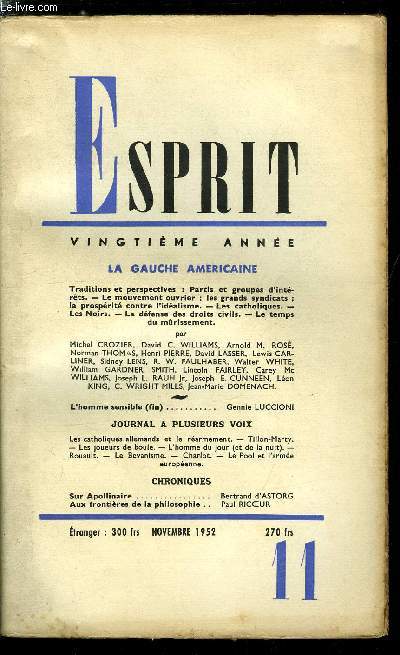 Le-livre.com
ESPRIT
VINGTIÈME ANNÉE
LA GAUCHE AMERICAINE
Traditions et perspectives : Partis et groupes d'inté-
rêts. — Le mouvement ouvrier : les grands syndicats ;
la prospérité contre l'idéalisme. — Les catholiques. —
Les Noirs. — La défense des droits civils. — Le temps
du mûrissement.
par
Michel CROZIER, David C. WILLIAMS, Arnold M. ROSÉ,
Norman THOMAS, Henri PIERRE, David LASSER, Lewis CAR-
LINER, Sidney LENS, R. W. FAULHABER, Walter WHITE,
William GARDNER SMITH, Lincoln FAIRLEY, Carey Mc
WILLIAMS, Joseph L. RAUH Jr, Joseph E. CUNNEEN, Léon
KING, C. WRIGHT MILLS, Jean-Marie DOMENACH.
L'homme sensible (fin) ........... Gennie LUCCIONI
JOURNAL A PLUSIEURS VOIX
Les catholiques allemands et le réarmement. — Tillon-Marty.
— Les joueurs de boule. — L'homme du jour (et de la nuit). —
Rouault. — Le Bevanisme. — Charlot. — Le Pool et l'armée
européenne.
CHRONIQUES
Sur Apollinaire ................ Bertrand d'ASTORG
Aux frontières de la philosophie .. Paul RICŒUR
Étranger : 300 frs NOVEMBRE 1952 270 frs
11